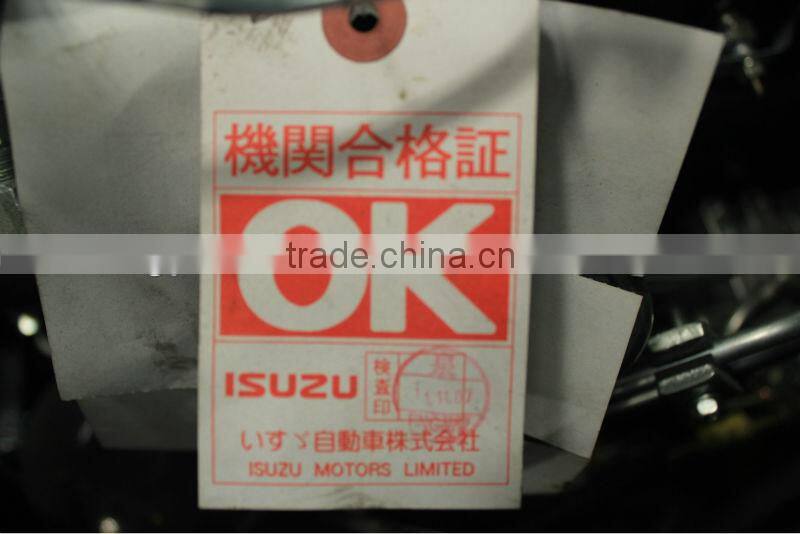 機関合格証
OK
trade.china.cn
ISUZU
検査印
いすゞ自動車株式会社
ISUZU MOTORS LIMITED